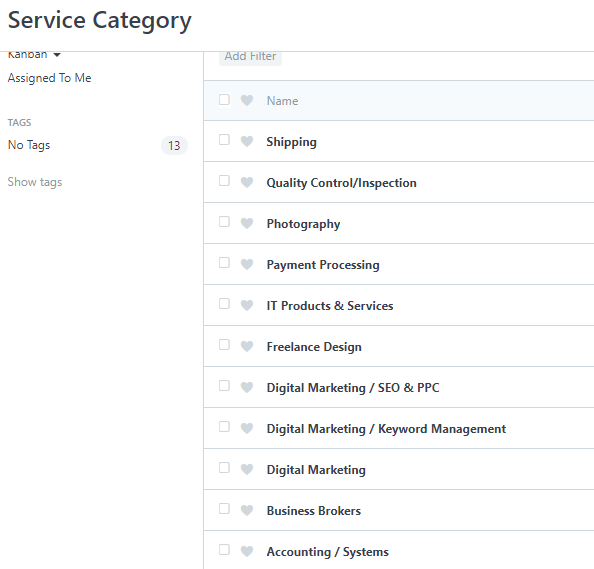 Service Category
Kanban
Assigned To Me
TAGS
No Tags 13
Show tags
Add Filter
Name
Shipping
Quality Control/Inspection
Photography
Payment Processing
IT Products & Services
Freelance Design
Digital Marketing / SEO & PPC
Digital Marketing / Keyword Management
Digital Marketing
Business Brokers
Accounting / Systems